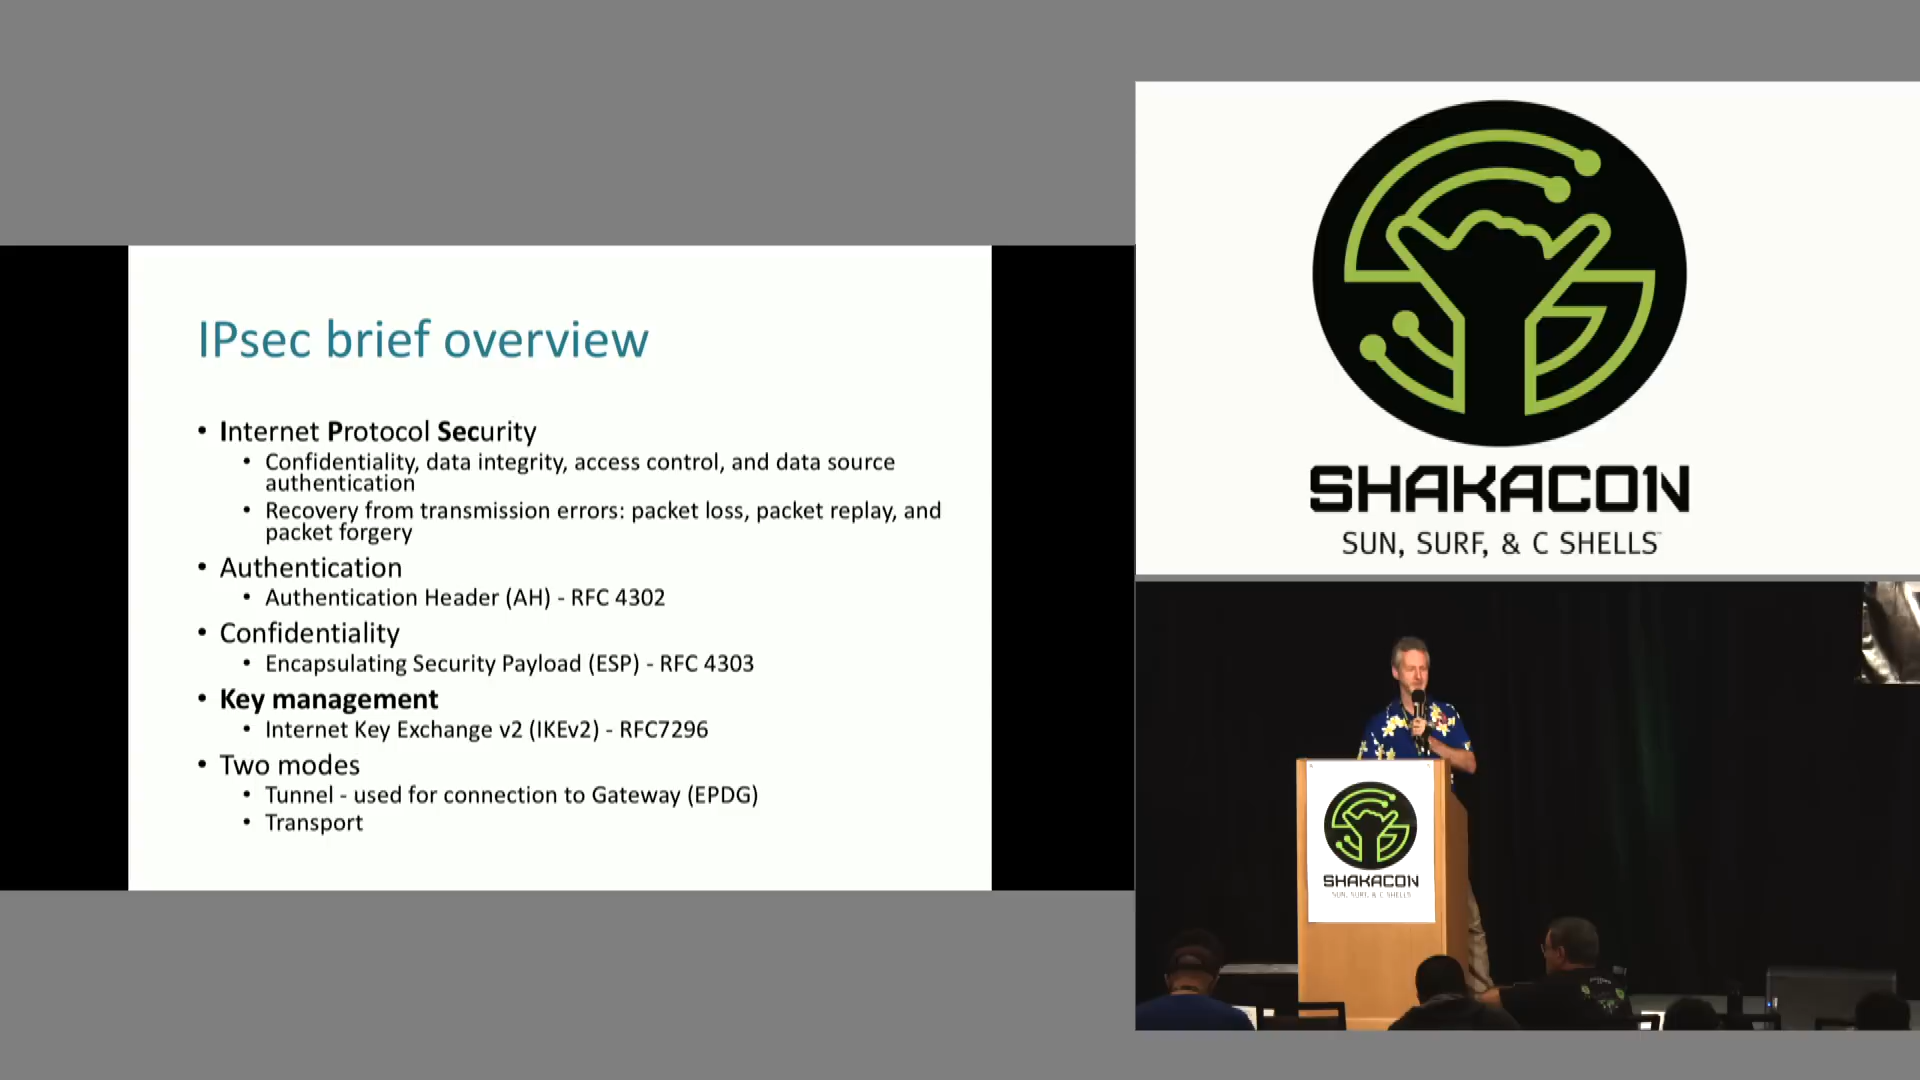 IPsec brief overview
• Internet Protocol Security
• Confidentiality, data integrity, access control, and data source
authentication
• Recovery from transmission errors: packet loss, packet replay, and
packet forgery
• Authentication
• Authentication Header (AH) - RFC 4302
• Confidentiality
• Encapsulating Security Payload (ESP) - RFC 4303
• Key management
• Internet Key Exchange v2 (IKEv2) - RFC7296
• Two modes
• Tunnel - used for connection to Gateway (EPDG)
• Transport
SHAKACON
SUN, SURF, & C SHELLS
SHAKACON
SUN, SURF, & C SHELLS